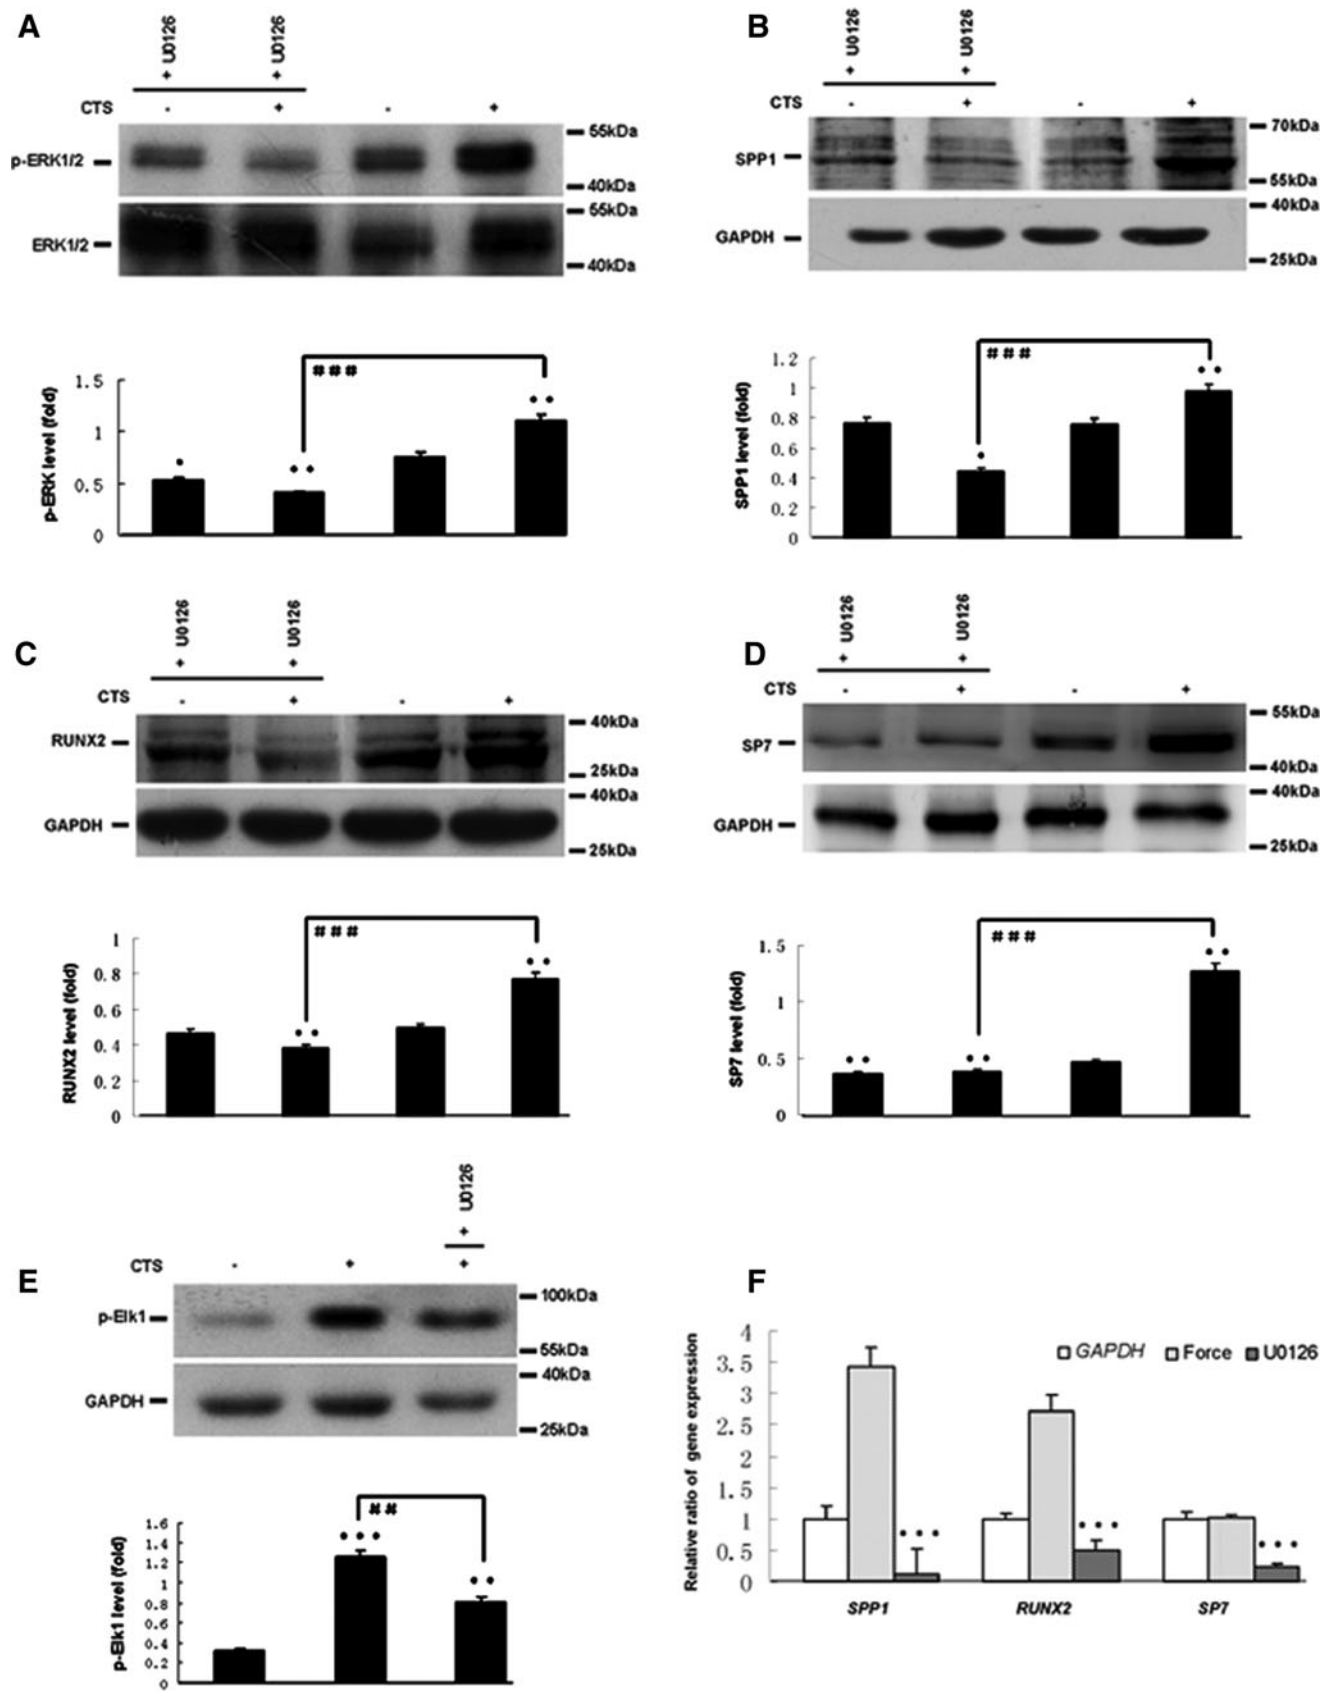 A
+ U0126
+ U0126
CTS - + - +
p-ERK1/2
55kDa
40kDa
ERK1/2
55kDa
40kDa
p-ERK level (fold)
1.5
1
0.5
0
• •• ### ••
B
+ U0126
+ U0126
CTS - + - +
SPP1
70kDa
55kDa
GAPDH
40kDa
25kDa
SPP1 level (fold)
1.2
1
0.8
0.6
0.4
0.2
0
• ### ••
C
+ U0126
+ U0126
CTS - + - +
RUNX2
40kDa
25kDa
GAPDH
40kDa
25kDa
RUNX2 level (fold)
1
0.8
0.6
0.4
0.2
0
•• ### ••
D
+ U0126
+ U0126
CTS - + - +
SP7
55kDa
40kDa
GAPDH
40kDa
25kDa
SP7 level (fold)
1.5
1
0.5
0
•• •• ### ••
E
+ U0126
CTS - + +
p-Elk1
100kDa
55kDa
GAPDH
40kDa
25kDa
p-Elk1 level (fold)
1.6
1.4
1.2
1
0.8
0.6
0.4
0.2
0
••• ## ••
F
Relative ratio of gene expression
4
3.5
3
2.5
2
1.5
1
0.5
0
GAPDH Force U0126
••• ••• •••
SPP1 RUNX2 SP7